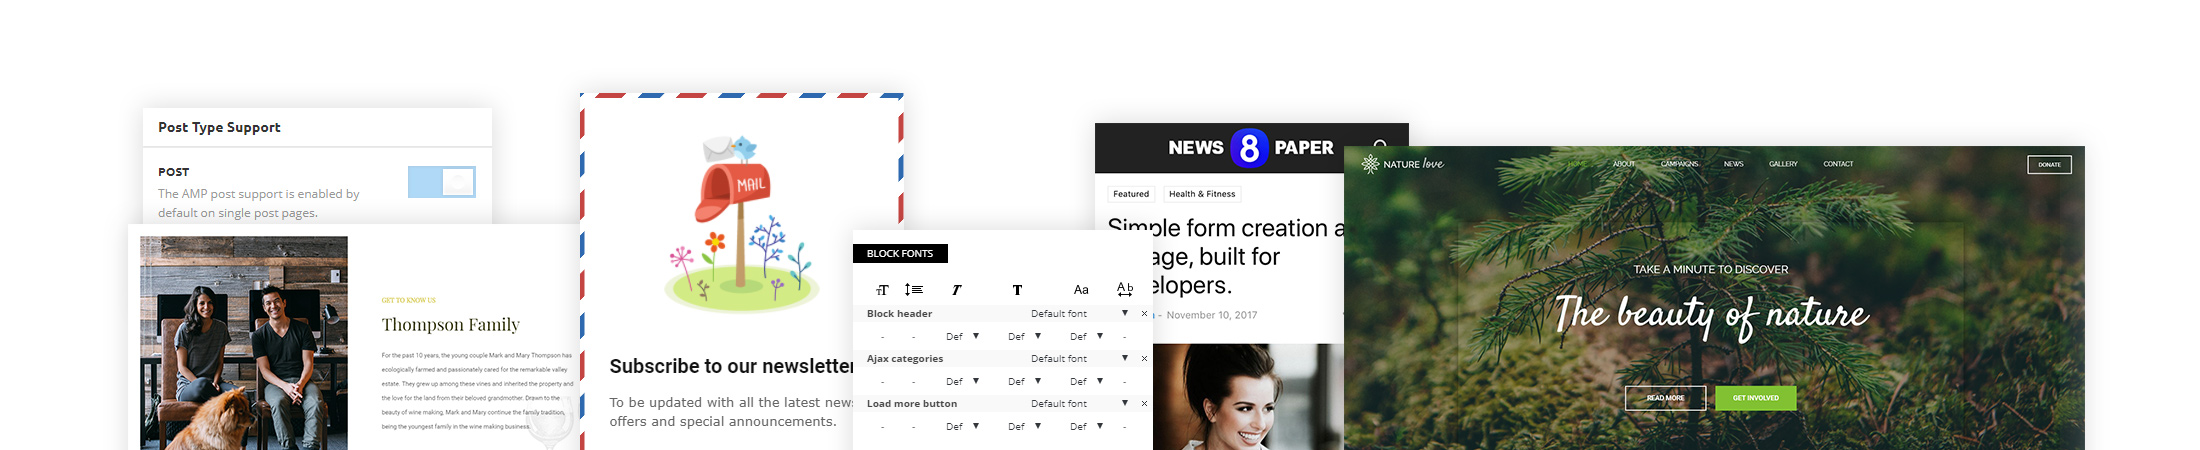 Post Type Support
POST
The AMP post support is enabled by
default on single post pages.
GET TO KNOW US
Thompson Family
For the past 10 years, the young couple Mark and Mary Thompson has
ecologically farmed and passionately cared for the remarkable valley
estate. They grew up among these vines and inherited the property and
the love for the land from their beloved grandmother. Drawn to the
beauty of wine making, Mark and Mary continue the family tradition,
being the youngest family in the wine making business.
MAIL
Subscribe to our newsletter
To be updated with all the latest news
offers and special announcements.
BLOCK FONTS
TT T T Aa Ab
Block header Default font
- - Def Def Def -
Ajax categories Default font
- - Def Def Def -
Load more button Default font
- - Def Def Def -
NEWS 8 PAPER
Featured Health & Fitness
Simple form creation
age, built for
elopers.
- November 10, 2017
NATURE love HOME ABOUT CAMPAIGNS NEWS GALLERY CONTACT DONATE
TAKE A MINUTE TO DISCOVER
The beauty of nature
READ MORE GET INVOLVED